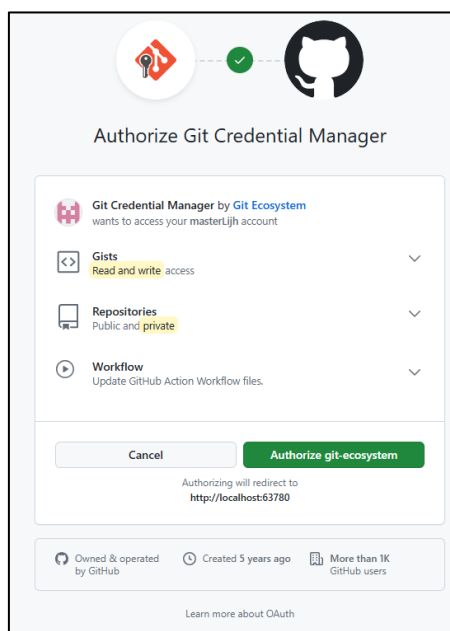 Authorize Git Credential Manager
Git Credential Manager by Git Ecosystem
wants to access your masterLijh account
Gists
Read and write access
Repositories
Public and private
Workflow
Update GitHub Action Workflow files.
Cancel
Authorize git-ecosystem
Authorizing will redirect to
http://localhost:63780
Owned & operated
by GitHub
Created 5 years ago
More than 1K
GitHub users
Learn more about OAuth